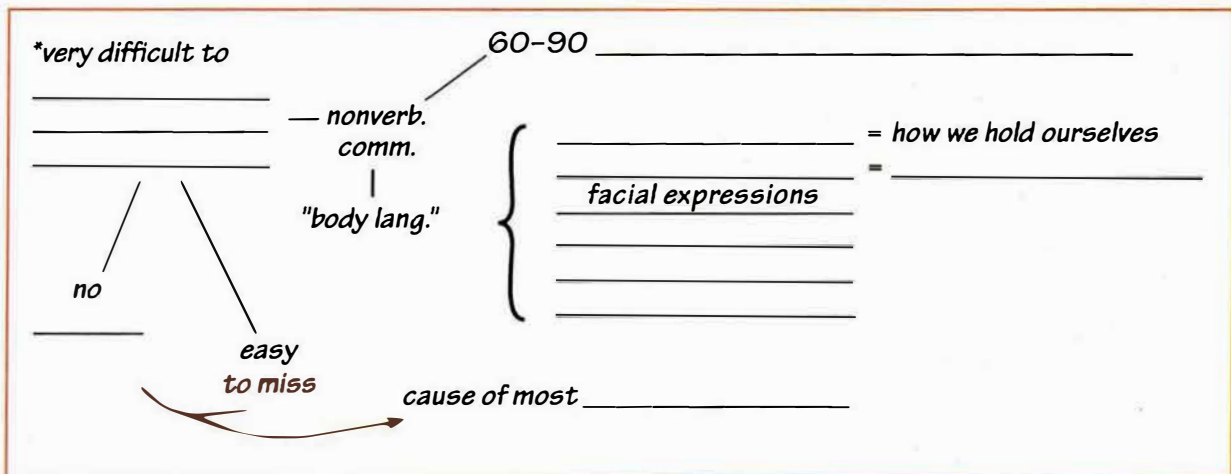 *very difficult to
60-90
nonverb.
comm.
"body lang."
= how we hold ourselves
=
facial expressions
no
easy
to miss
cause of most